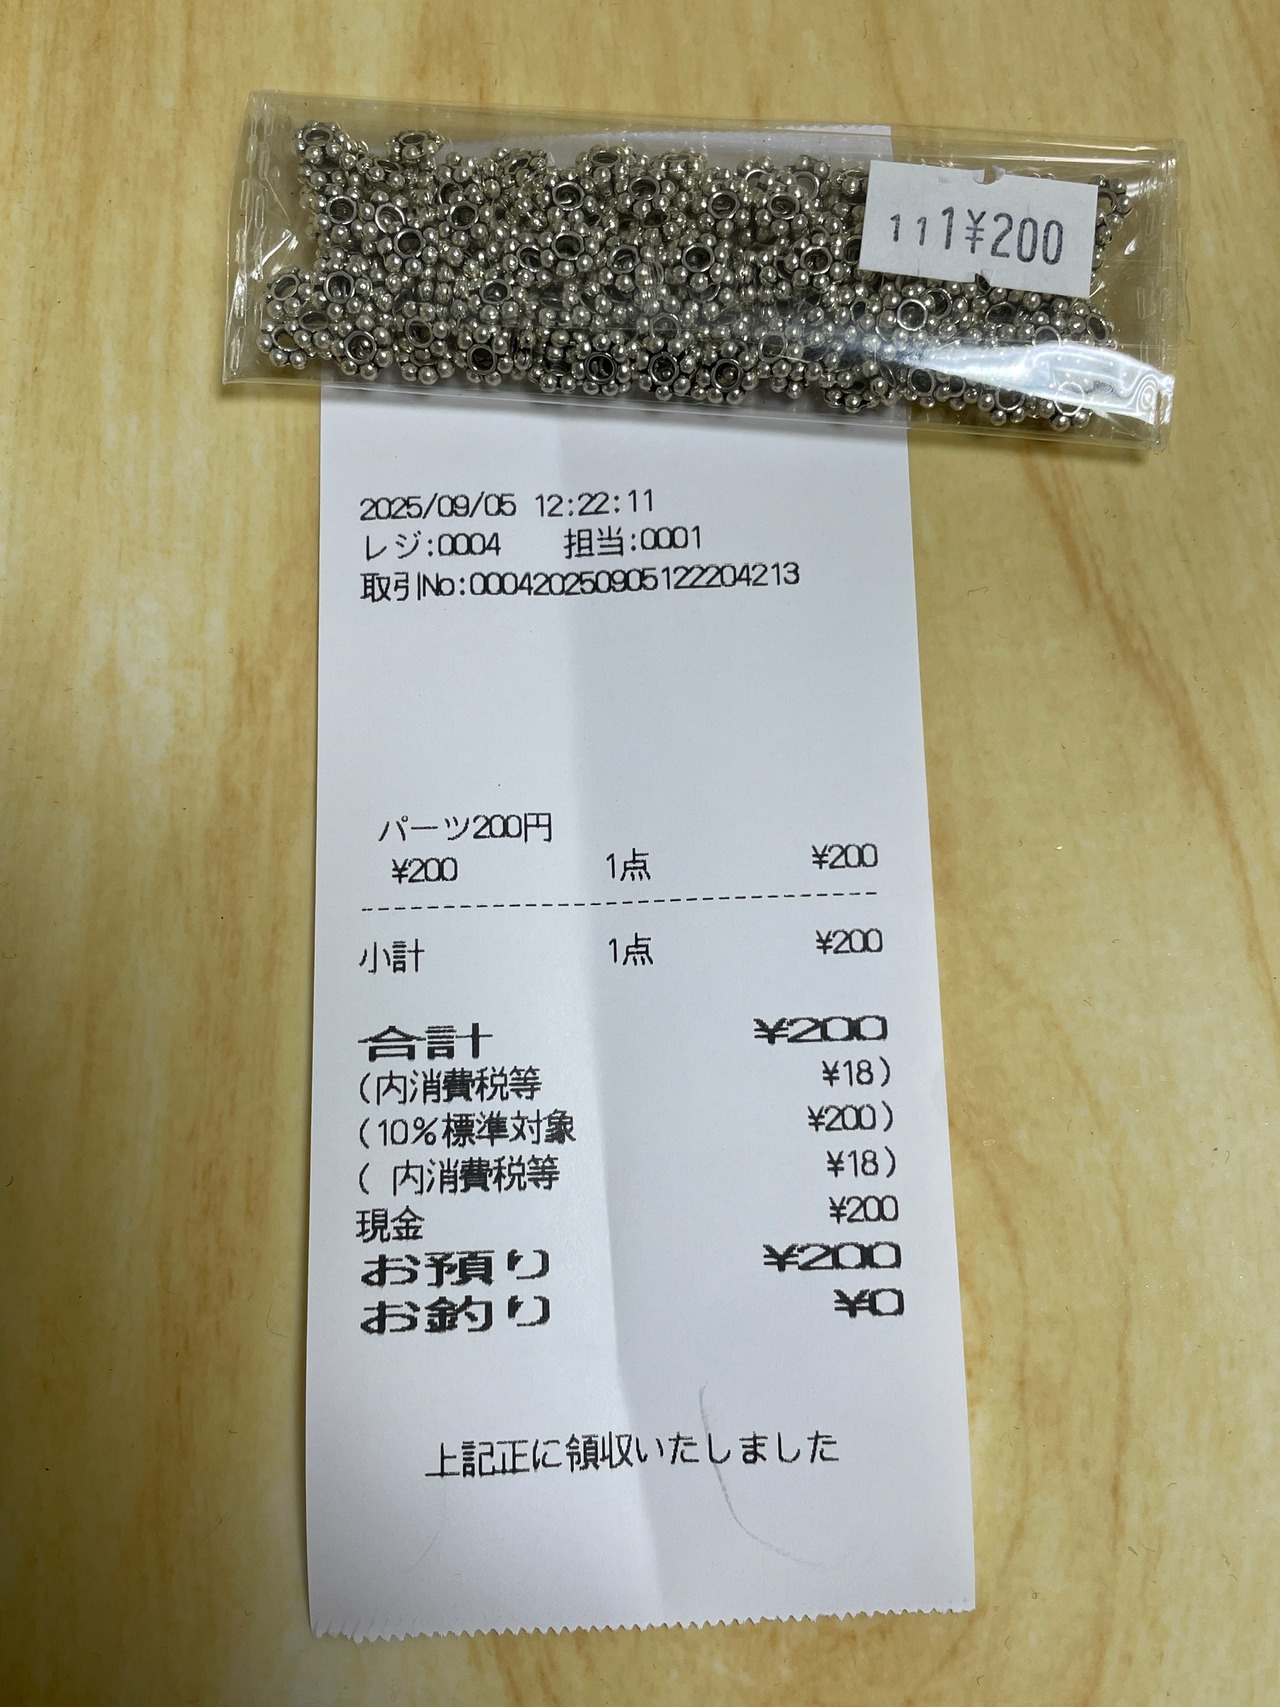 111¥200
2025/09/05 12:22:11
レジ:0004 担当:0001
取引No:000420250905122204213
パーツ200円
¥200 1点 ¥200
小計 1点 ¥200
合計 ¥200
(内消費税等 ¥18)
(10%標準対象 ¥200)
( 内消費税等 ¥18)
現金 ¥200
お預り ¥200
お釣り ¥0
上記正に領収いたしました